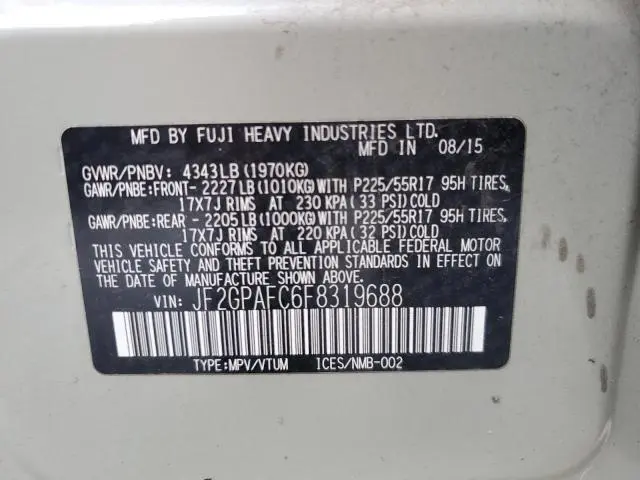 MFD BY FUJI HEAVY INDUSTRIES LTD.
MFD IN 08/15
GVWR/PNBV: 4343LB(1970KG)
GAWR/PNBE:FRONT- 2227LB(1010KG)WITH P225/55R17 95H TIRES,
17X7J RIMS AT 230 KPA(33 PSI)COLD
GAWR/PNBE:REAR - 2205LB(1000KG)WITH P225/55R17 95H TIRES,
17X7J RIMS AT 220 KPA(32 PSI)COLD
THIS VEHICLE CONFORMS TO ALL APPLICABLE FEDERAL MOTOR
VEHICLE SAFETY AND THEFT PREVENTION STANDARDS IN EFFECT ON
THE DATE OF MANUFACTURE SHOWN ABOVE.
VIN: JF2GPAFC6F8319688
TYPE:MPV/VTUM ICES/NMB-002